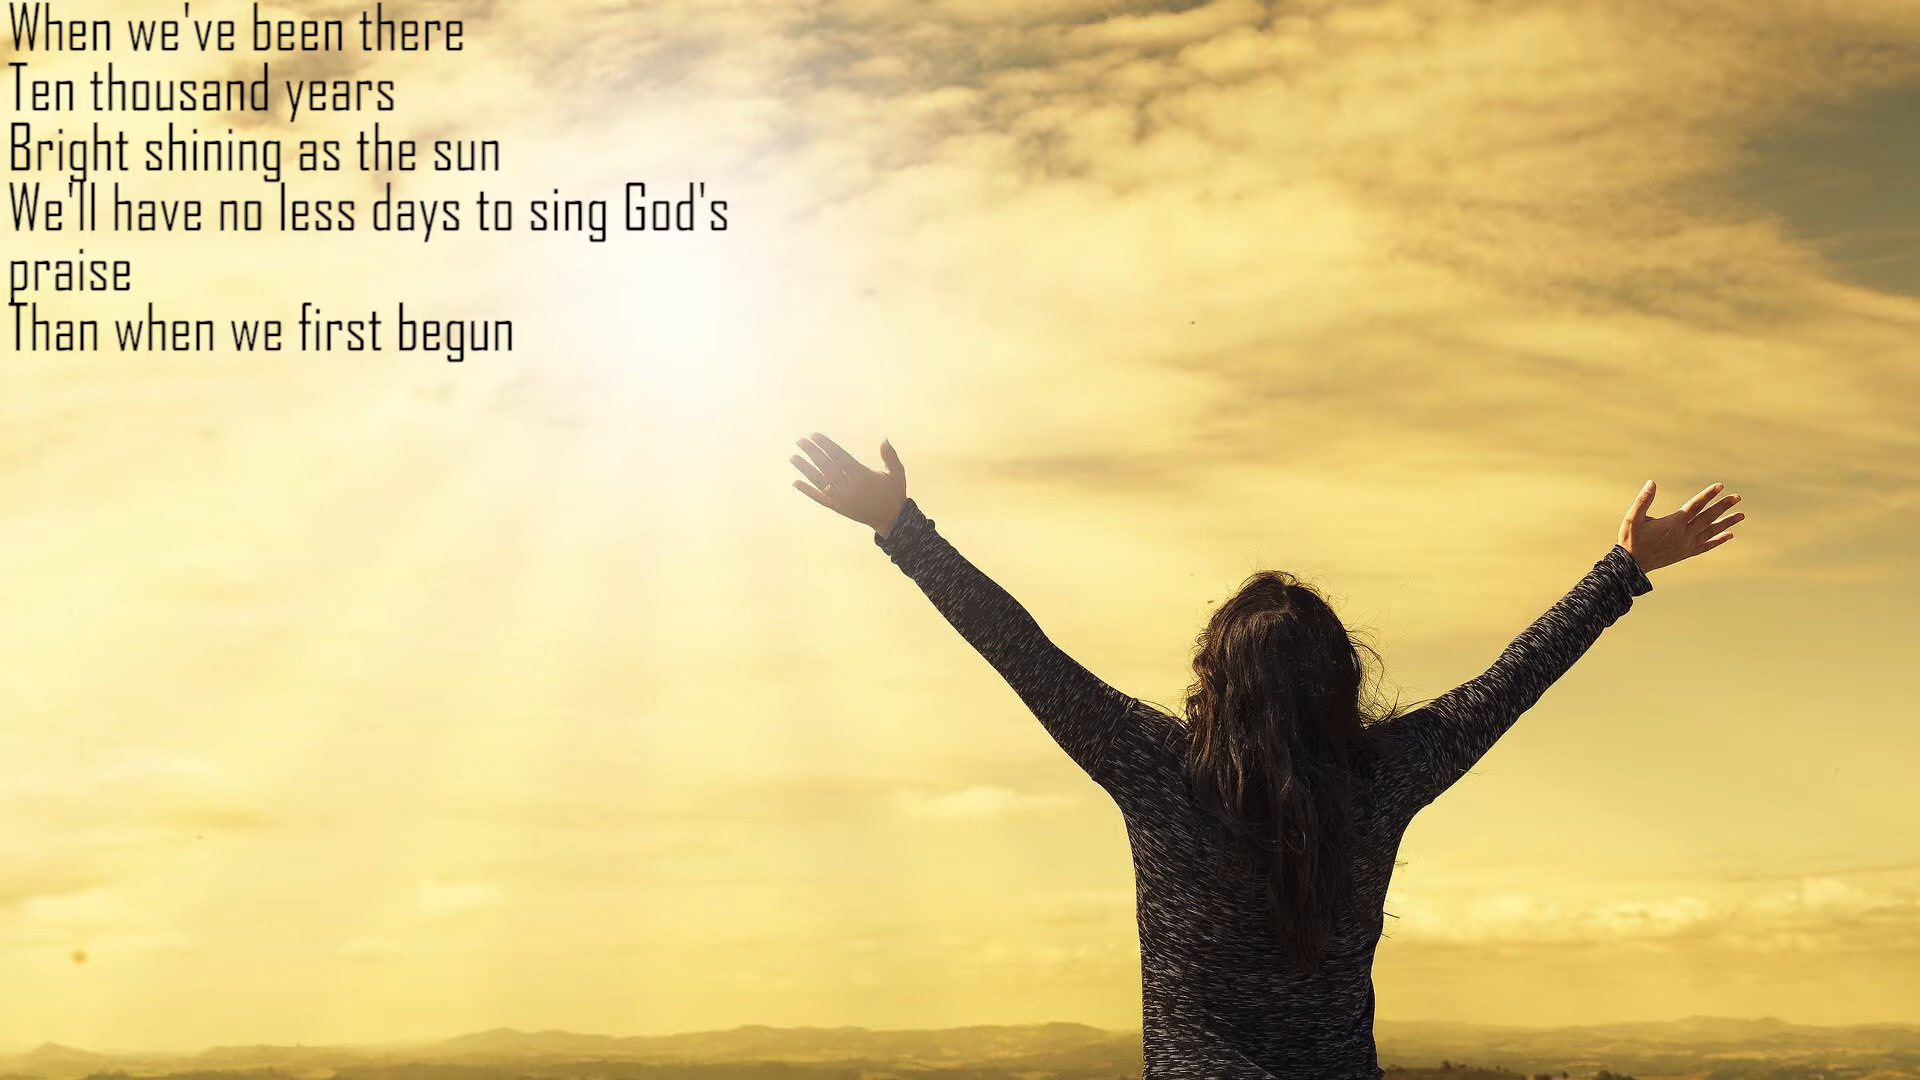 When we've been there
Ten thousand years
Bright shining as the sun
We'll have no less days to sing God's
praise
Than when we first begun